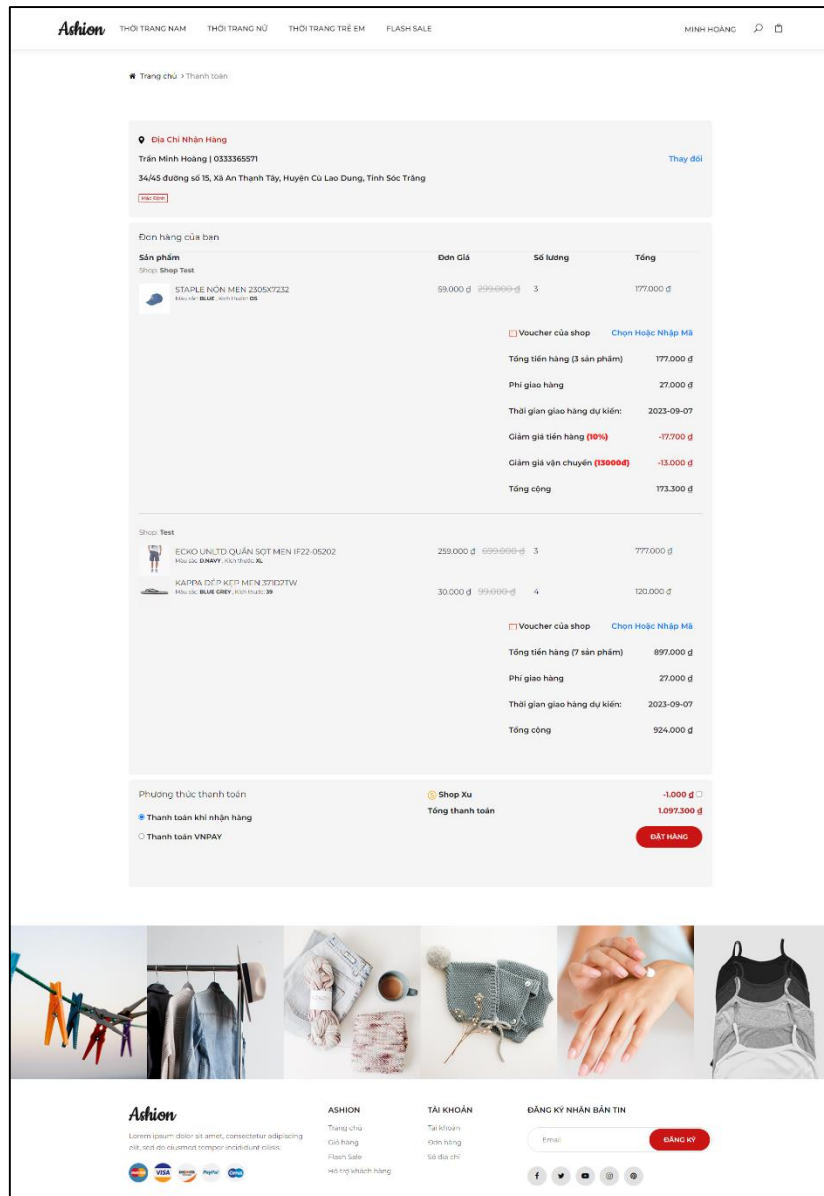 Ashion THỜI TRANG NAM THỜI TRANG NỮ THỜI TRANG TRẺ EM FLASH SALE MINH HOÀNG
Trang chủ > Thanh toán
Địa Chỉ Nhận Hàng
Trần Minh Hoàng | 0333365571 Thay đổi
34/45 đường số 15, Xã An Thạnh Tây, Huyện Cù Lao Dung, Tỉnh Sóc Trăng
Mặc Định
Đơn hàng của bạn
Sản phẩm Đơn Giá Số lượng Tổng
Shop: Shop Test
STAPLE NÓN MEN 2305X7232 59.000 ₫ 299.000 ₫ 3 177.000 ₫
Màu sắc: BLUE , Kích thước: OS
Voucher của shop Chọn Hoặc Nhập Mã
Tổng tiền hàng (3 sản phẩm) 177.000 ₫
Phí giao hàng 27.000 ₫
Thời gian giao hàng dự kiến: 2023-09-07
Giảm giá tiền hàng (10%) -17.700 ₫
Giảm giá vận chuyển (13000đ) -13.000 ₫
Tổng cộng 173.300 ₫
Shop: Test
ECKO UNLTD QUẦN SỌT MEN IF22-05202 259.000 ₫ 699.000 ₫ 3 777.000 ₫
Màu sắc: D.NAVY , Kích thước: XL
KAPPA DÉP KẸP MEN 371D2TW 30.000 ₫ 99.000 ₫ 4 120.000 ₫
Màu sắc: BLUE GREY , Kích thước: 39
Voucher của shop Chọn Hoặc Nhập Mã
Tổng tiền hàng (7 sản phẩm) 897.000 ₫
Phí giao hàng 27.000 ₫
Thời gian giao hàng dự kiến: 2023-09-07
Tổng cộng 924.000 ₫
Phương thức thanh toán Shop Xu -1.000 ₫
Tổng thanh toán 1.097.300 ₫
Thanh toán khi nhận hàng
Thanh toán VNPAY ĐẶT HÀNG
Ashion ASHION TÀI KHOẢN ĐĂNG KÝ NHẬN BẢN TIN
Lorem ipsum dolor sit amet, consectetur adipiscing Trang chủ Tài khoản
elit, sed do eiusmod tempor incididunt cilisis. Giỏ hàng Đơn hàng Email ĐĂNG KÝ
Flash Sale Sổ địa chỉ
VISA PayPal Hỗ trợ khách hàng